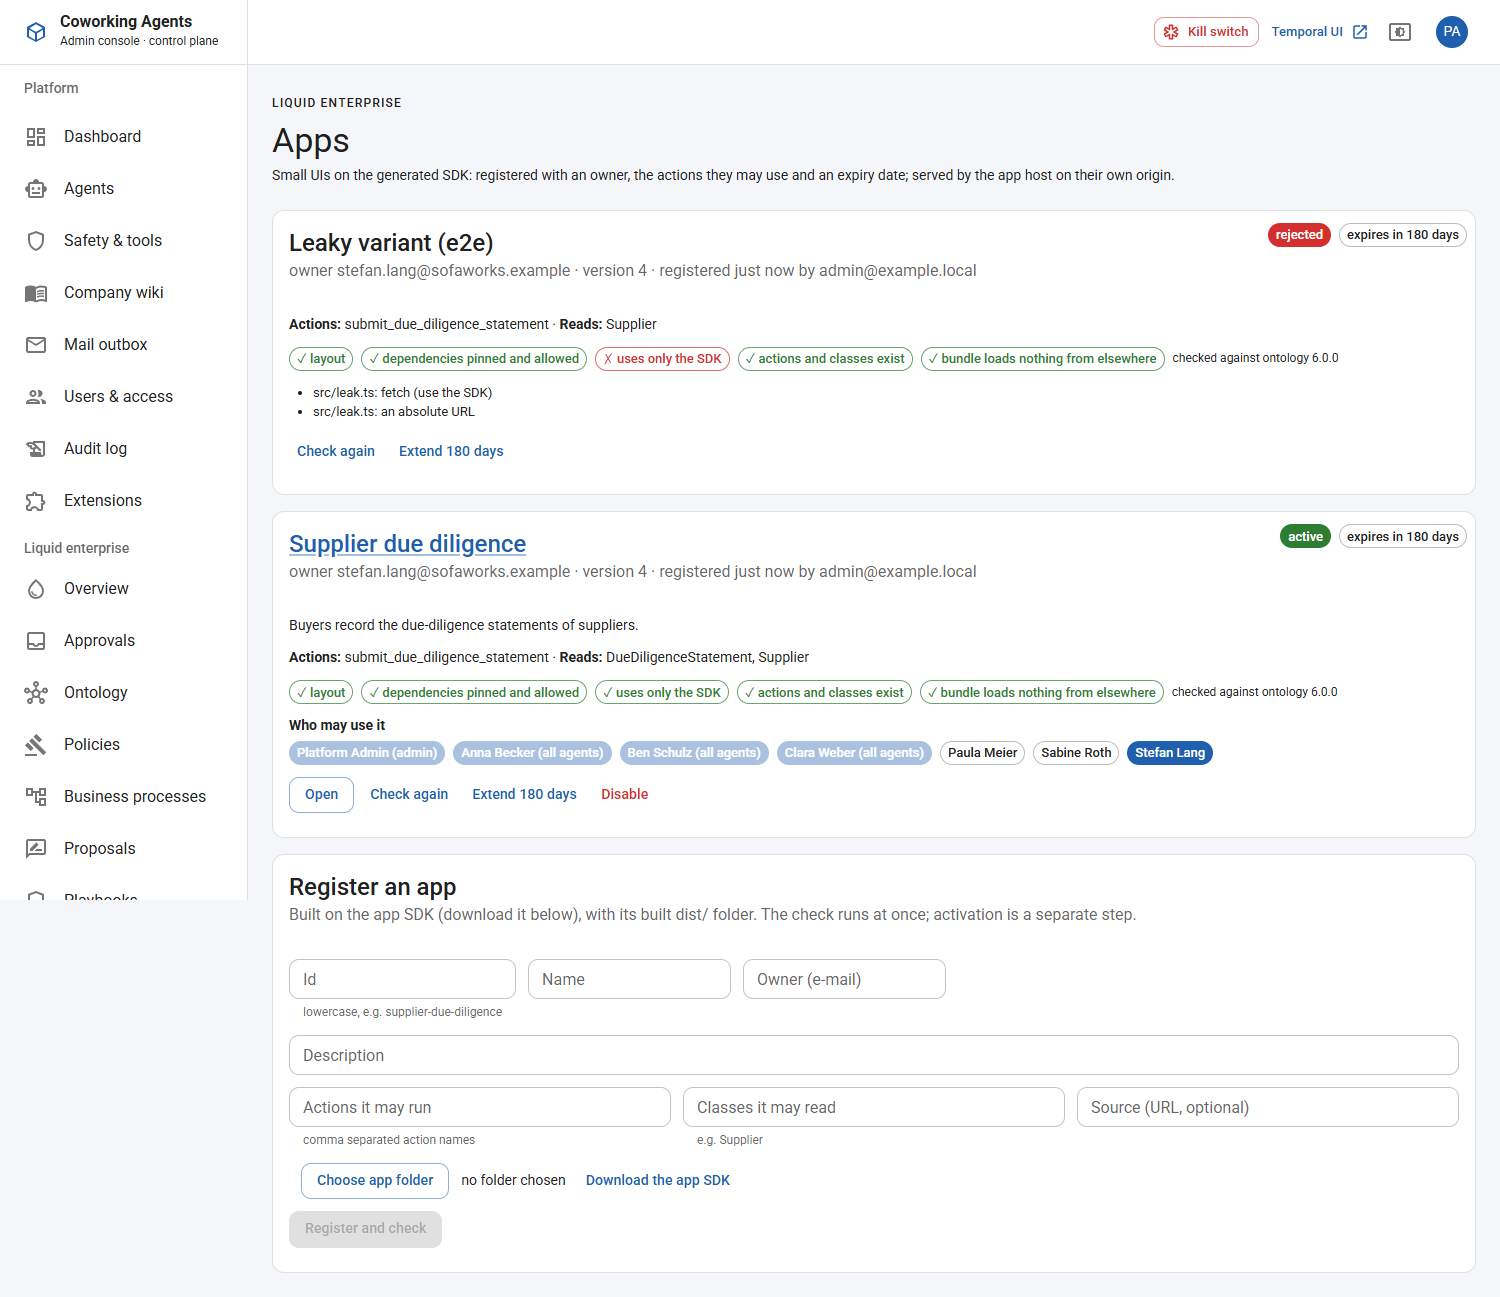 Coworking Agents
Admin console · control plane
Kill switch
Temporal UI
PA
Platform
Dashboard
Agents
Safety & tools
Company wiki
Mail outbox
Users & access
Audit log
Extensions
Liquid enterprise
Overview
Approvals
Ontology
Policies
Business processes
Proposals
Playbooks
LIQUID ENTERPRISE
Apps
Small UIs on the generated SDK: registered with an owner, the actions they may use and an expiry date; served by the app host on their own origin.
Leaky variant (e2e)
rejected
expires in 180 days
owner stefan.lang@sofaworks.example · version 4 · registered just now by admin@example.local
Actions: submit_due_diligence_statement · Reads: Supplier
✓ layout ✓ dependencies pinned and allowed ✗ uses only the SDK ✓ actions and classes exist ✓ bundle loads nothing from elsewhere checked against ontology 6.0.0
• src/leak.ts: fetch (use the SDK)
• src/leak.ts: an absolute URL
Check again Extend 180 days
Supplier due diligence
active
expires in 180 days
owner stefan.lang@sofaworks.example · version 4 · registered just now by admin@example.local
Buyers record the due-diligence statements of suppliers.
Actions: submit_due_diligence_statement · Reads: DueDiligenceStatement, Supplier
✓ layout ✓ dependencies pinned and allowed ✓ uses only the SDK ✓ actions and classes exist ✓ bundle loads nothing from elsewhere checked against ontology 6.0.0
Who may use it
Platform Admin (admin) Anna Becker (all agents) Ben Schulz (all agents) Clara Weber (all agents) Paula Meier Sabine Roth Stefan Lang
Open Check again Extend 180 days Disable
Register an app
Built on the app SDK (download it below), with its built dist/ folder. The check runs at once; activation is a separate step.
Id
Name
Owner (e-mail)
lowercase, e.g. supplier-due-diligence
Description
Actions it may run
Classes it may read
Source (URL, optional)
comma separated action names
e.g. Supplier
Choose app folder no folder chosen Download the app SDK
Register and check